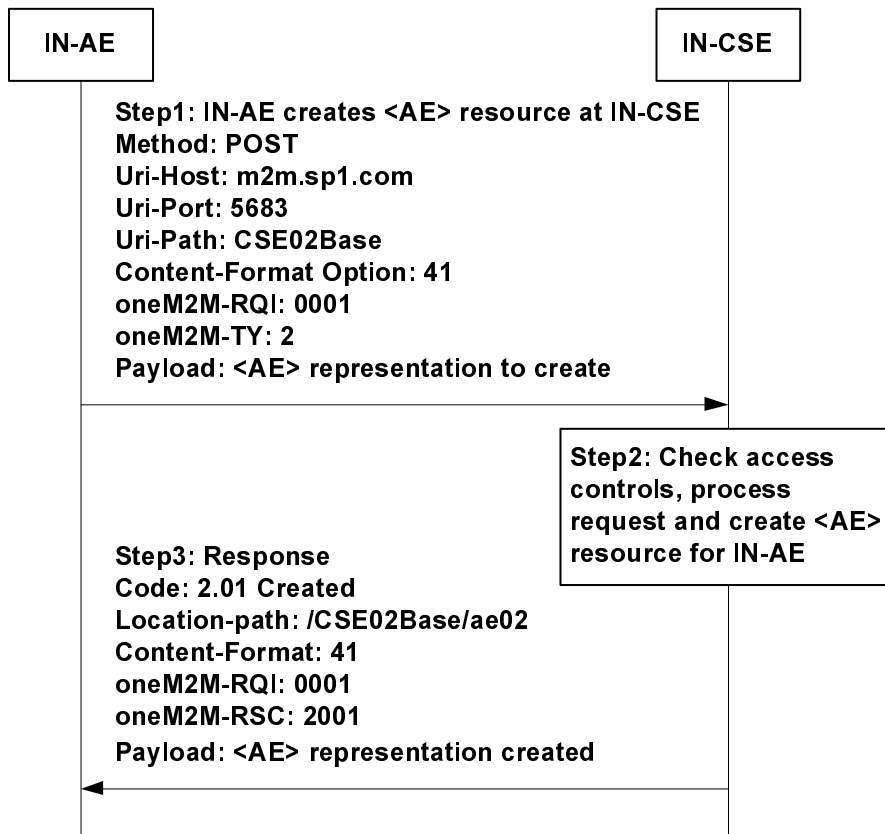 IN-AE
IN-CSE
Step1: IN-AE creates <AE> resource at IN-CSE
Method: POST
Uri-Host: m2m.sp1.com
Uri-Port: 5683
Uri-Path: CSE02Base
Content-Format Option: 41
oneM2M-RQI: 0001
oneM2M-TY: 2
Payload: <AE> representation to create
Step2: Check access
controls, process
request and create <AE>
resource for IN-AE
Step3: Response
Code: 2.01 Created
Location-path: /CSE02Base/ae02
Content-Format: 41
oneM2M-RQI: 0001
oneM2M-RSC: 2001
Payload: <AE> representation created